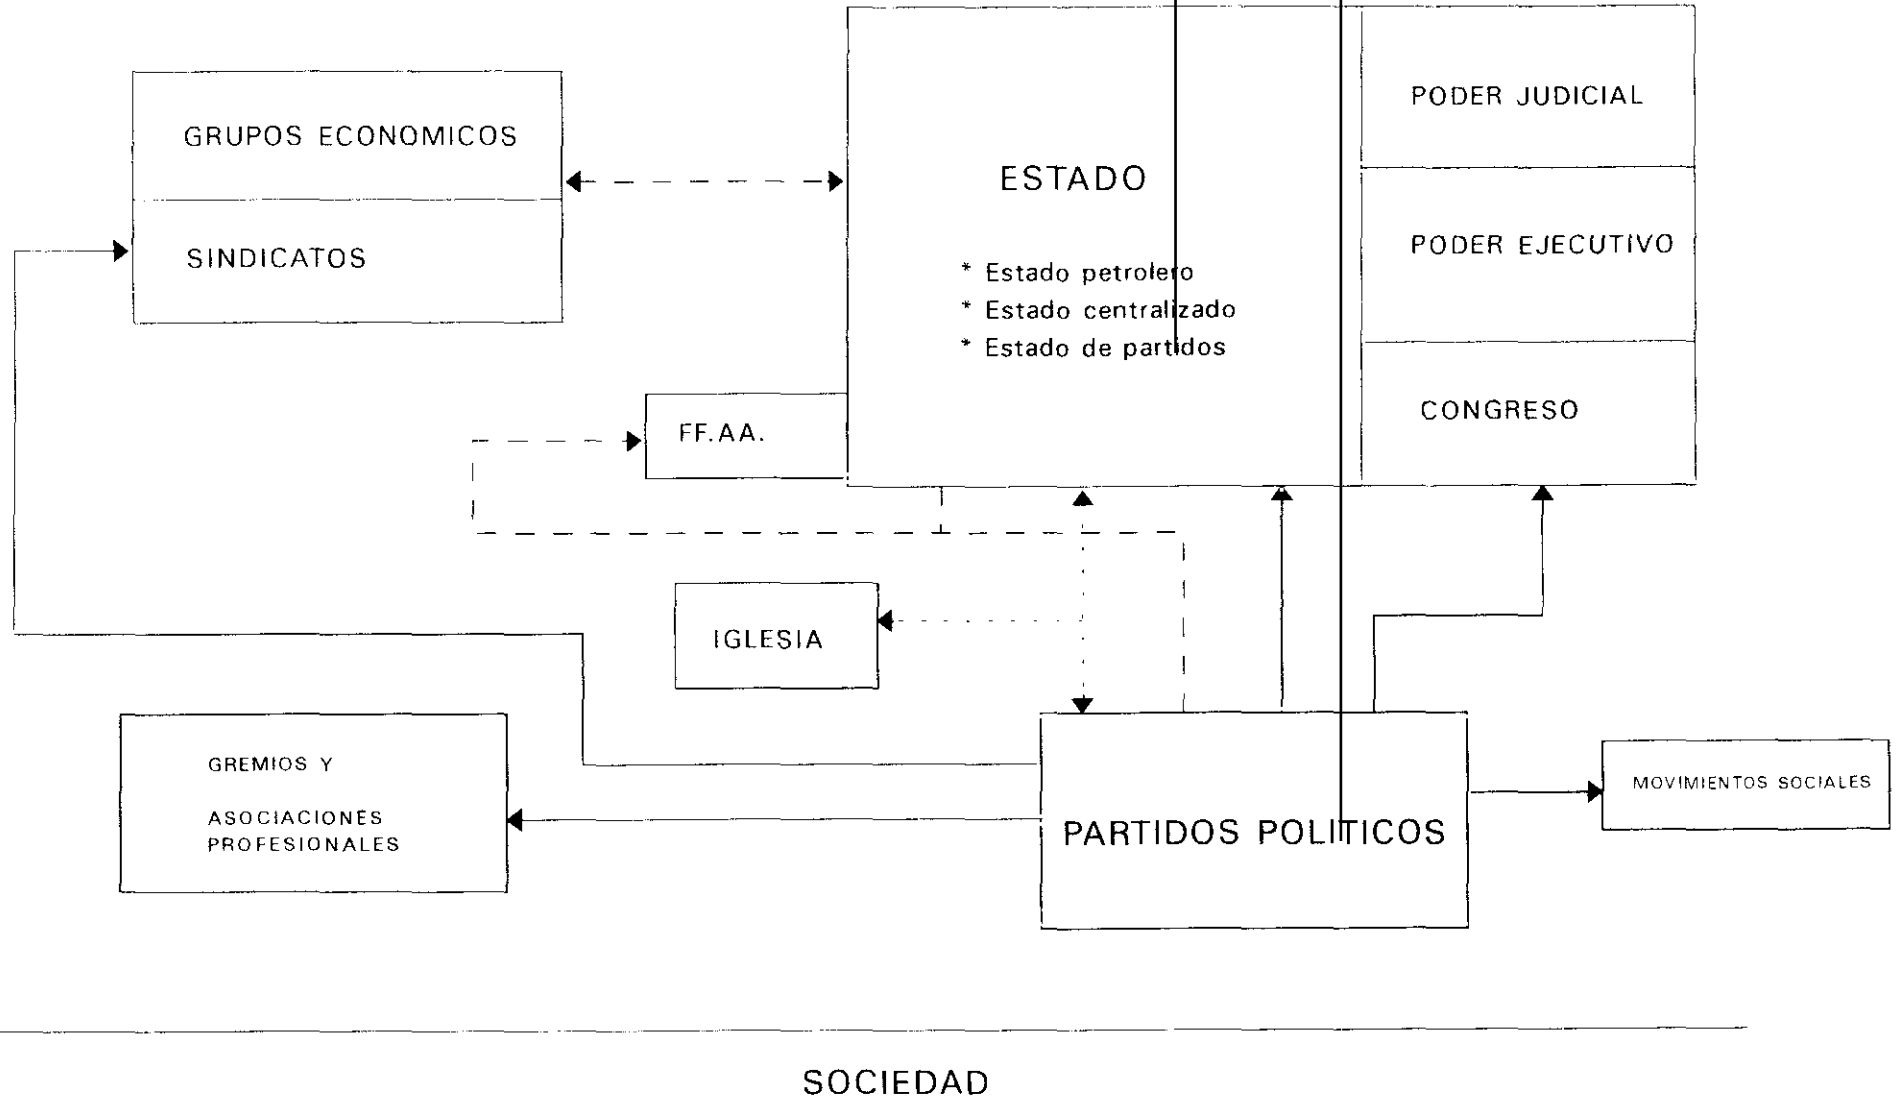 PODER JUDICIAL
GRUPOS ECONOMICOS
ESTADO
PODER EJECUTIVO
SINDICATOS
* Estado petrolero
* Estado centralizado
* Estado de partidos
CONGRESO
FF.AA.
IGLESIA
GREMIOS Y
ASOCIACIONES
PROFESIONALES
MOVIMIENTOS SOCIALES
PARTIDOS POLITICOS
SOCIEDAD